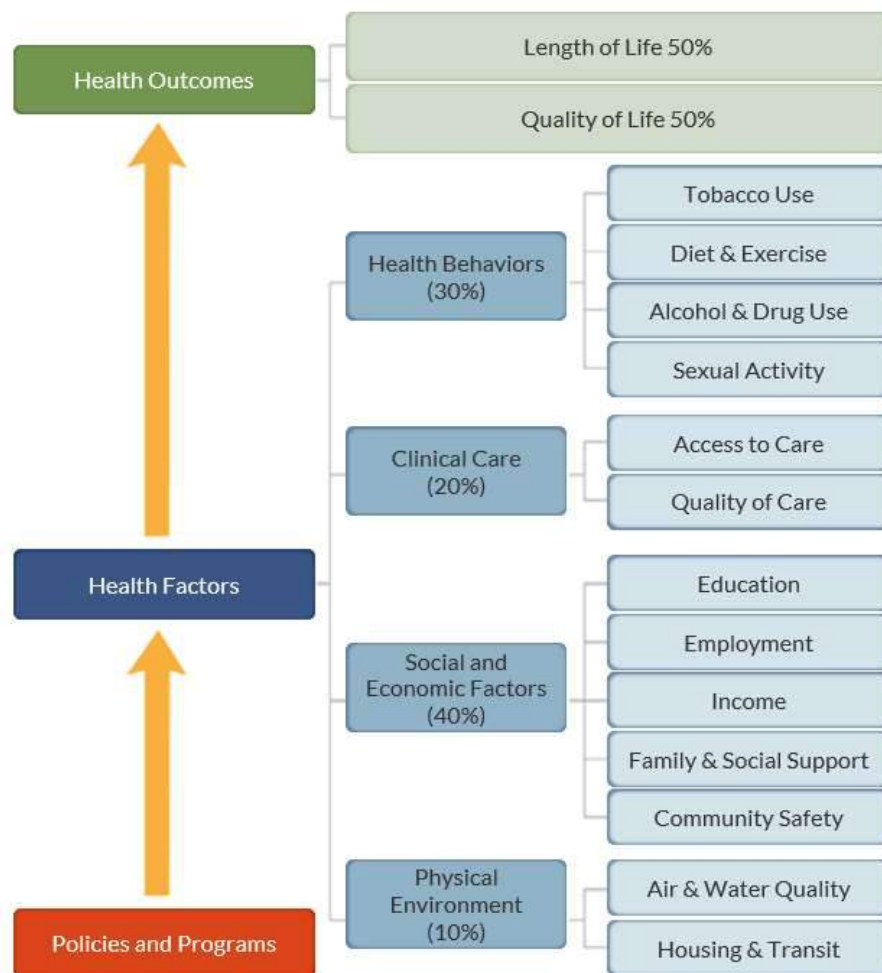 Health Outcomes
Length of Life 50%
Quality of Life 50%
Health Factors
Health Behaviors
(30%)
Tobacco Use
Diet & Exercise
Alcohol & Drug Use
Sexual Activity
Clinical Care
(20%)
Access to Care
Quality of Care
Social and
Economic Factors
(40%)
Education
Employment
Income
Family & Social Support
Community Safety
Physical
Environment
(10%)
Air & Water Quality
Housing & Transit
Policies and Programs